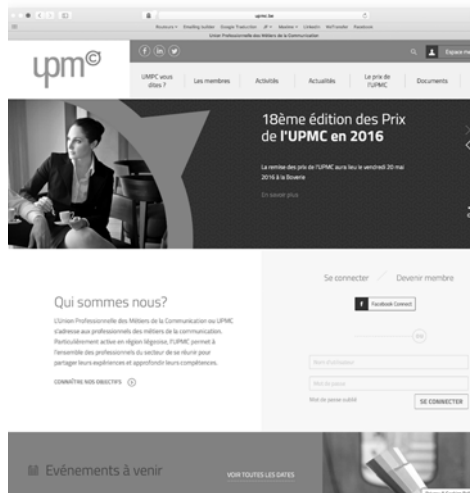 upmc.be
Union Professionnelle des Métiers de la Communication
upmc
Espace me
UMPC vous
dites ?
Les membres
Activités
Actualités
Le prix de
l'UPMC
Documents
18ème édition des Prix
de l'UPMC en 2016
La remise des prix de l'UPMC aura lieu le vendredi 20 mai
2016 à la Boverie
En savoir plus
Se connecter / Devenir membre
Facebook Connect
ou
Nom d'utilisateur
Mot de passe
Mot de passe oublié
SE CONNECTER
Qui sommes nous?
L'Union Professionnelle des Métiers de la Communication ou UPMC
s'adresse aux professionnels des métiers de la communication.
Particulièrement active en région liégeoise, l'UPMC permet à
l'ensemble des professionnels du secteur de se réunir pour
partager leurs expériences et approfondir leurs compétences.
CONNAÎTRE NOS OBJECTIFS
Evénements à venir
VOIR TOUTES LES DATES